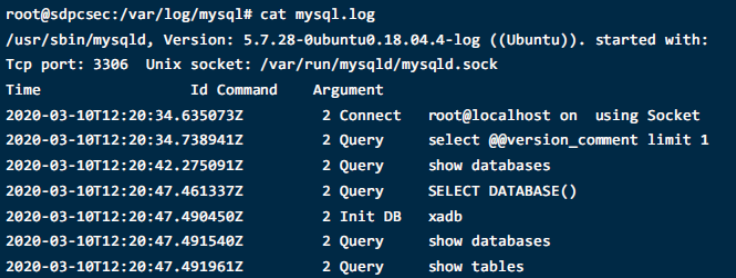 root@sdpcsec:/var/log/mysql# cat mysql.log
/usr/sbin/mysqld, Version: 5.7.28-0ubuntu0.18.04.4-log ((Ubuntu)). started with:
Tcp port: 3306  Unix socket: /var/run/mysqld/mysqld.sock
Time                 Id Command    Argument
2020-03-10T12:20:34.635073Z	    2 Connect	root@localhost on  using Socket
2020-03-10T12:20:34.738941Z	    2 Query	select @@version_comment limit 1
2020-03-10T12:20:42.275091Z	    2 Query	show databases
2020-03-10T12:20:47.461337Z	    2 Query	SELECT DATABASE()
2020-03-10T12:20:47.490450Z	    2 Init DB	xadb
2020-03-10T12:20:47.491540Z	    2 Query	show databases
2020-03-10T12:20:47.491961Z	    2 Query	show tables